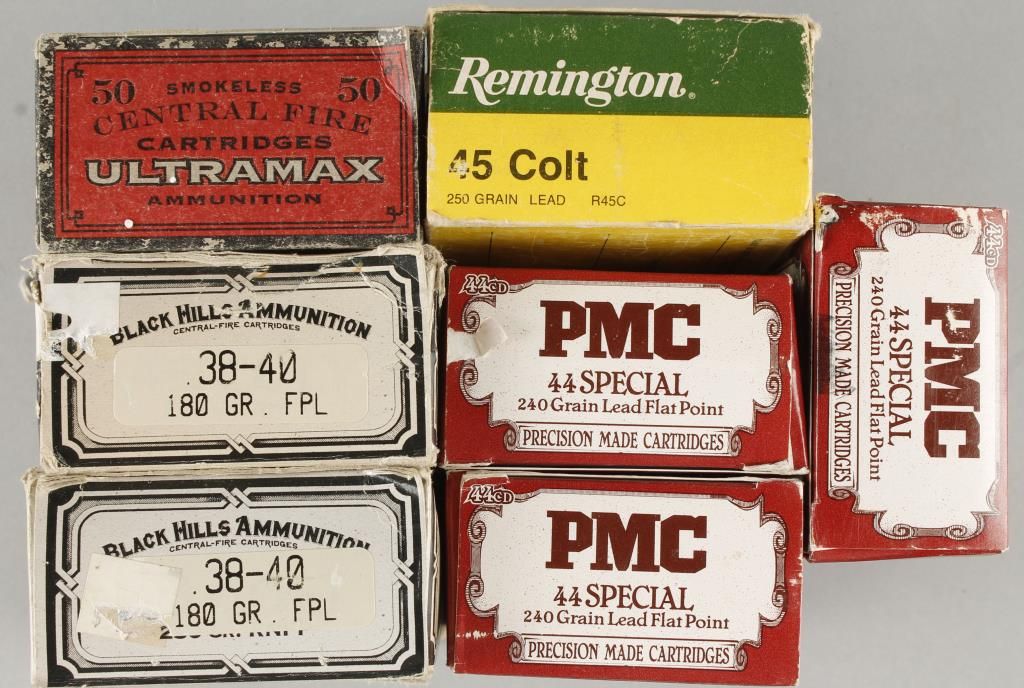 50 SMOKELESS 50
CENTRAL FIRE
CARTRIDGES
ULTRAMAX
AMMUNITION
Remington®
45 Colt
250 GRAIN LEAD R45C
BLACK HILLS AMMUNITION
CENTRAL-FIRE CARTRIDGES
.38-40
180 GR. FPL
44CD
PMC
44 SPECIAL
240 Grain Lead Flat Point
PRECISION MADE CARTRIDGES
44CD
PMC
44 SPECIAL
240 Grain Lead Flat Point
PRECISION MADE CARTRIDGES
BLACK HILLS AMMUNITION
CENTRAL-FIRE CARTRIDGES
.38-40
180 GR. FPL
44CD
PMC
44 SPECIAL
240 Grain Lead Flat Point
PRECISION MADE CARTRIDGES